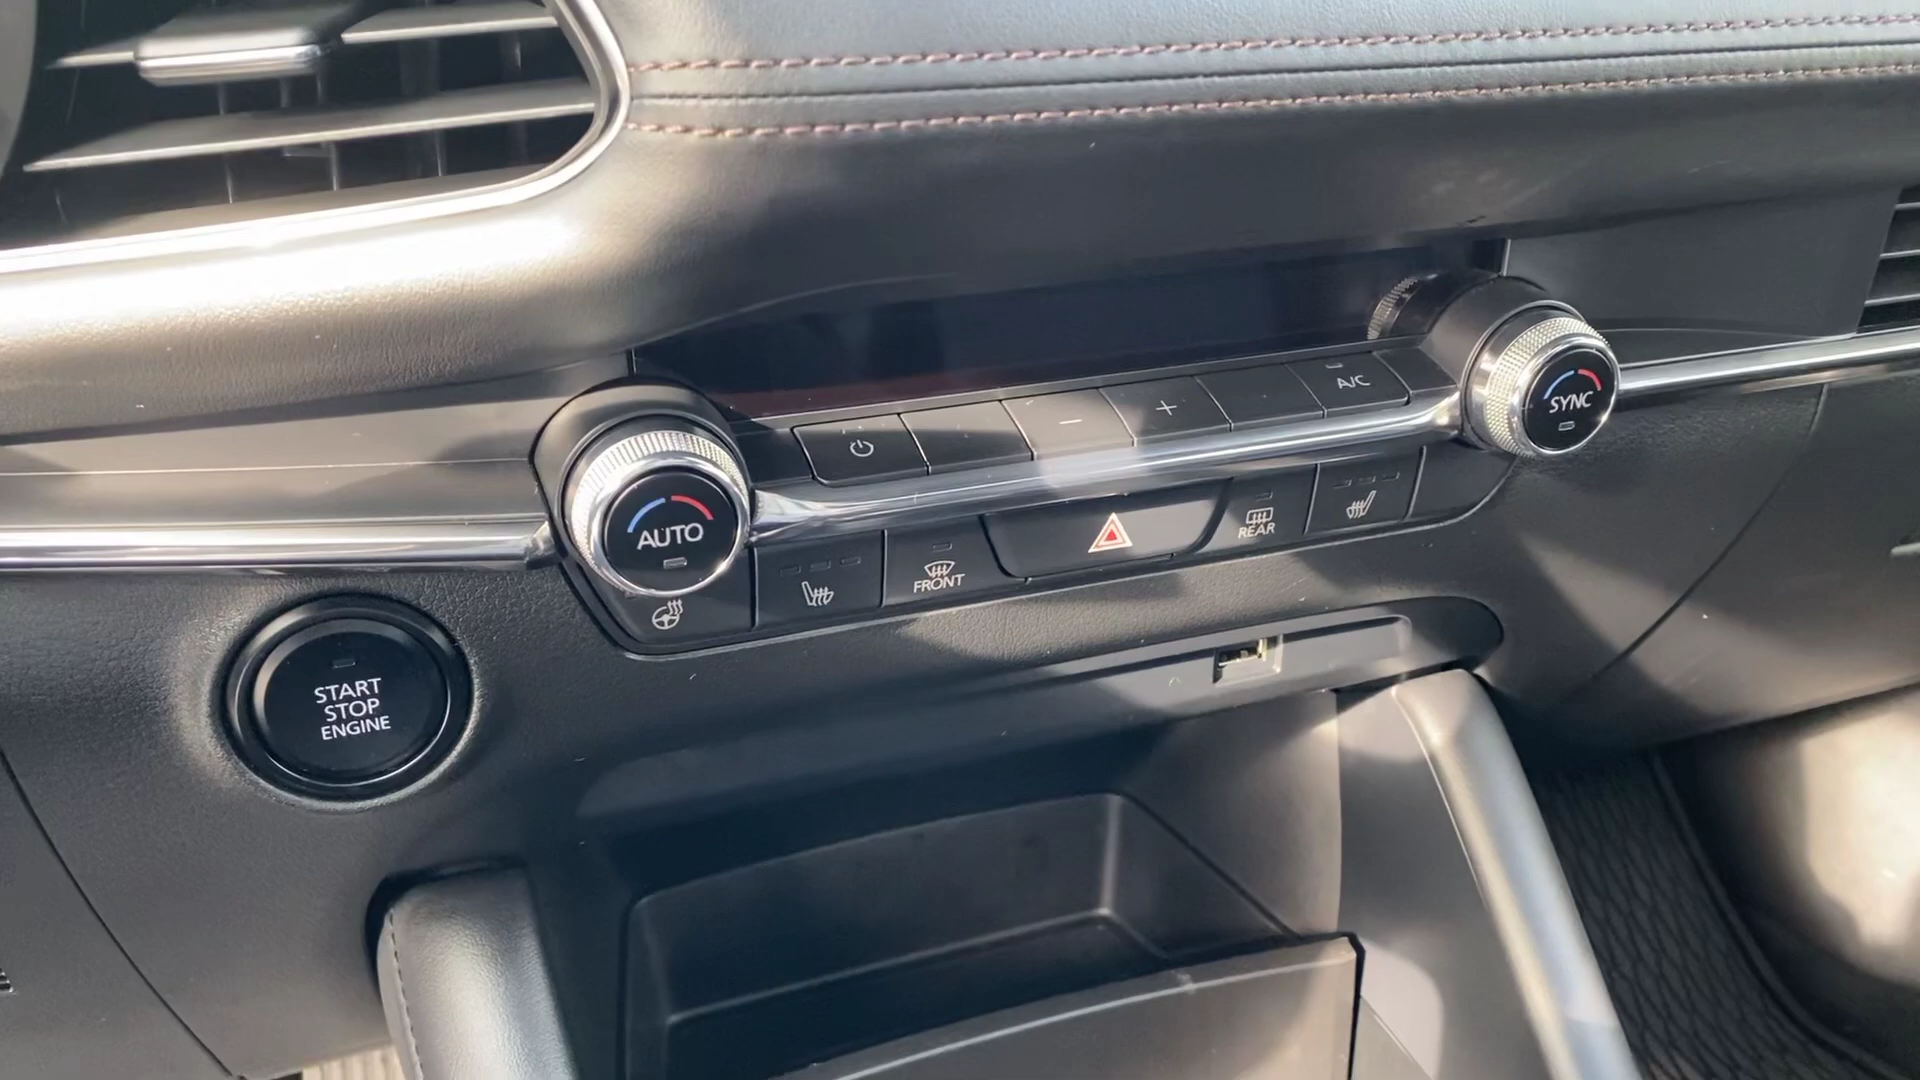 A/C
SYNC
AUTO
− +
REAR
FRONT
START
STOP
ENGINE